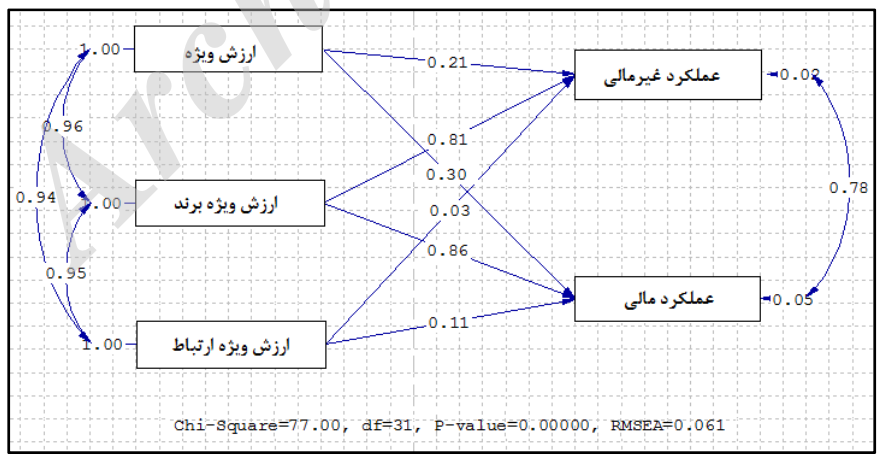 Arch
1.00
ارزش ویژه
0.21
عملکرد غیرمالی
0.02
0.96
0.81
0.30
0.78
0.94
1.00
ارزش ویژه برند
0.03
0.86
0.95
عملکرد مالی
0.05
0.11
1.00
ارزش ویژه ارتباط
Chi-Square=77.00, df=31, P-value=0.00000, RMSEA=0.061